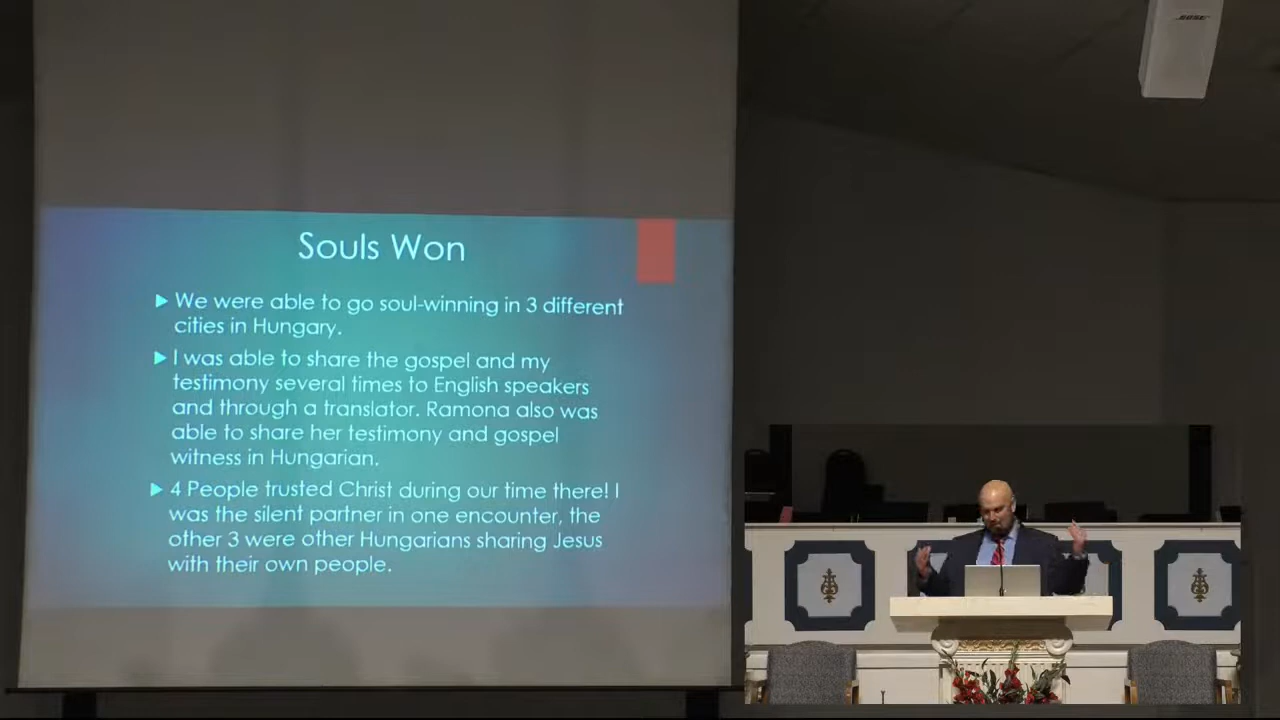 BOSE
Souls Won
We were able to go soul-winning in 3 different
cities in Hungary.
I was able to share the gospel and my
testimony several times to English speakers
and through a translator. Ramona also was
able to share her testimony and gospel
witness in Hungarian.
4 People trusted Christ during our time there! I
was the silent partner in one encounter, the
other 3 were other Hungarians sharing Jesus
with their own people.